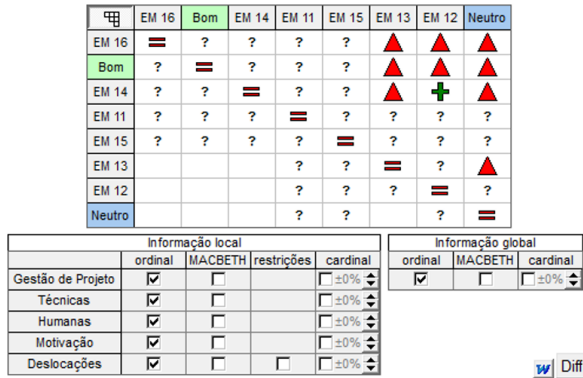 EM 16 Bom EM 14 EM 11 EM 15 EM 13 EM 12 Neutro
EM 16 = ? ? ? ?
Bom ? = ? ? ?
EM 14 ? ? = ? ? +
EM 11 ? ? ? = ? ? ? ?
EM 15 ? ? ? ? = ? ? ?
EM 13 ? ? = ?
EM 12 ? ? ? = ?
Neutro ? ? ? =
Informação local
ordinal MACBETH restrições cardinal
Gestão de Projeto ±0%
Técnicas ±0%
Humanas ±0%
Motivação ±0%
Deslocações ±0%
Informação global
ordinal MACBETH cardinal
±0%
W Diff